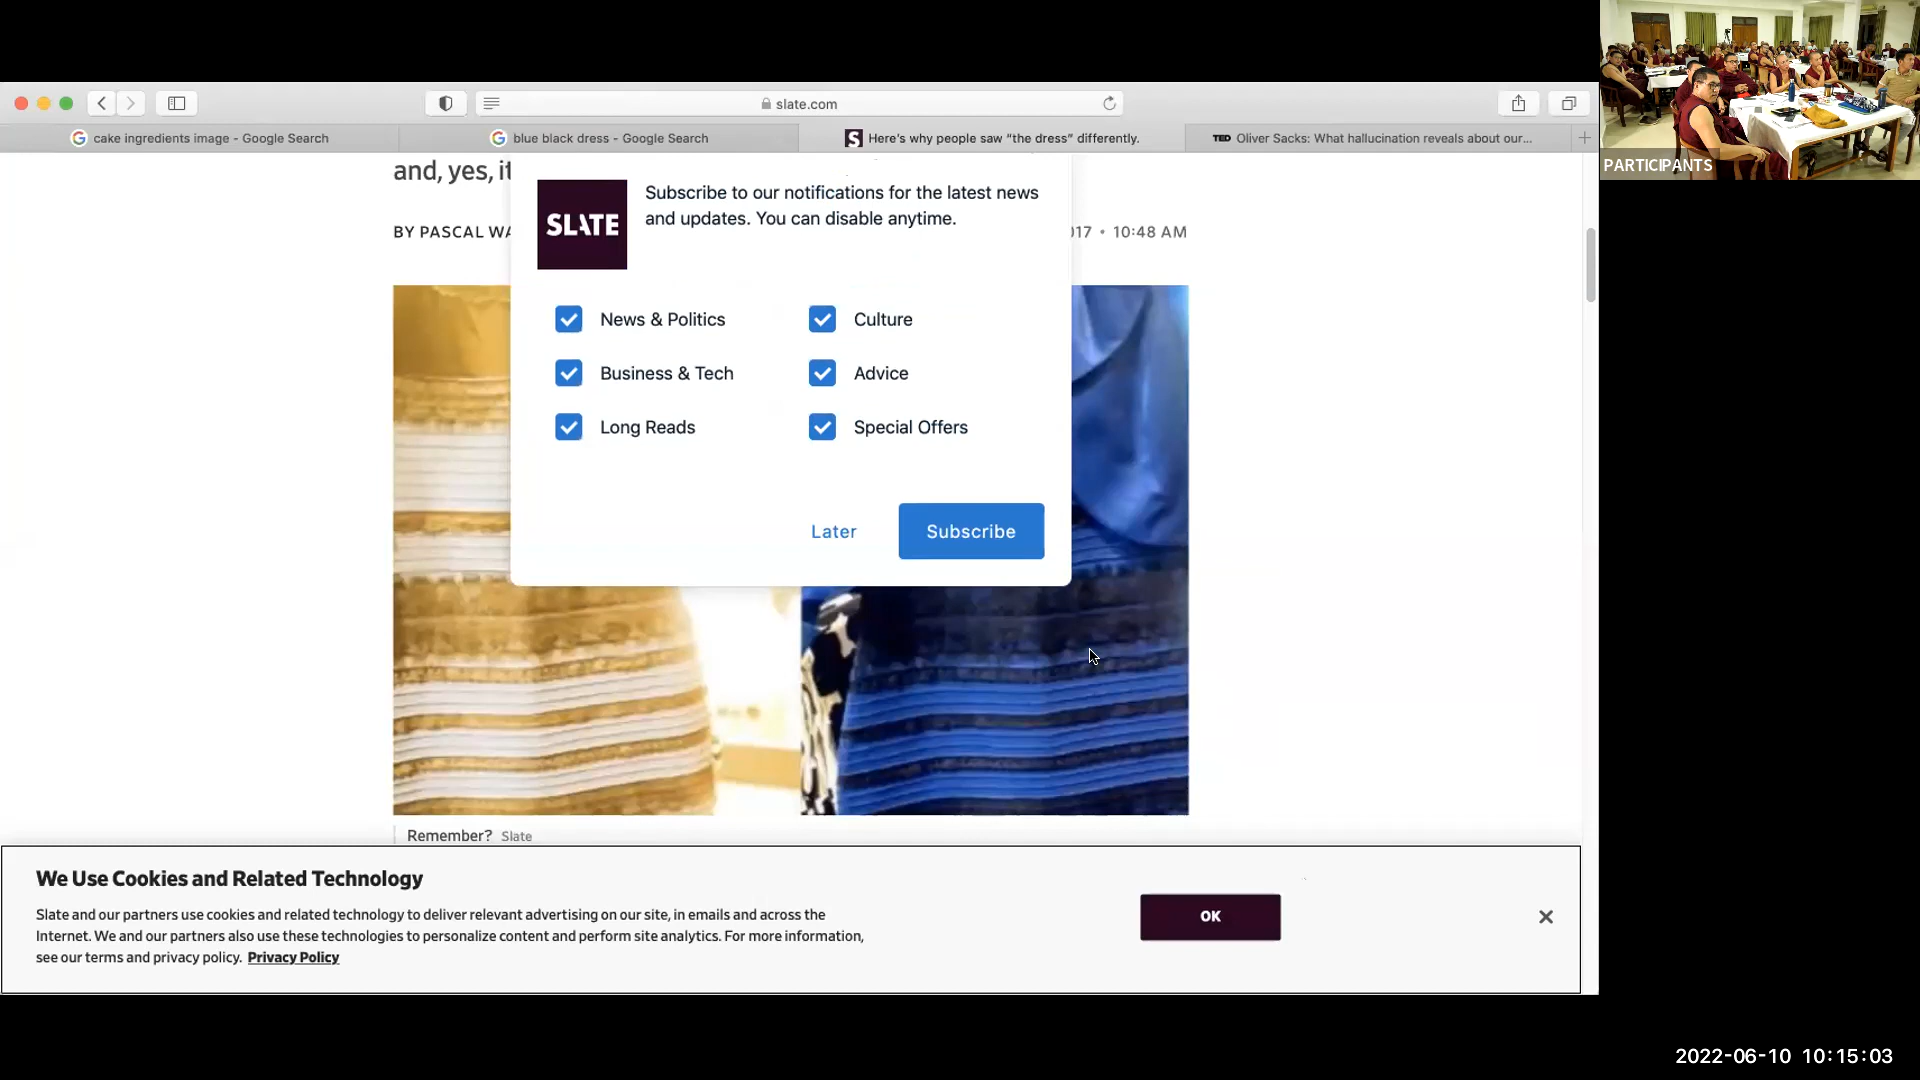 slate.com
cake ingredients image - Google Search
blue black dress - Google Search
Here's why people saw “the dress” differently.
TED Oliver Sacks: What hallucination reveals about our...
PARTICIPANTS
and, yes, it
SLATE
Subscribe to our notifications for the latest news
and updates. You can disable anytime.
BY PASCAL WA
017 • 10:48 AM
News & Politics
Culture
Business & Tech
Advice
Long Reads
Special Offers
Later
Subscribe
Remember? Slate
We Use Cookies and Related Technology
Slate and our partners use cookies and related technology to deliver relevant advertising on our site, in emails and across the
Internet. We and our partners also use these technologies to personalize content and perform site analytics. For more information,
see our terms and privacy policy. Privacy Policy
OK
2022-06-10 10:15:03